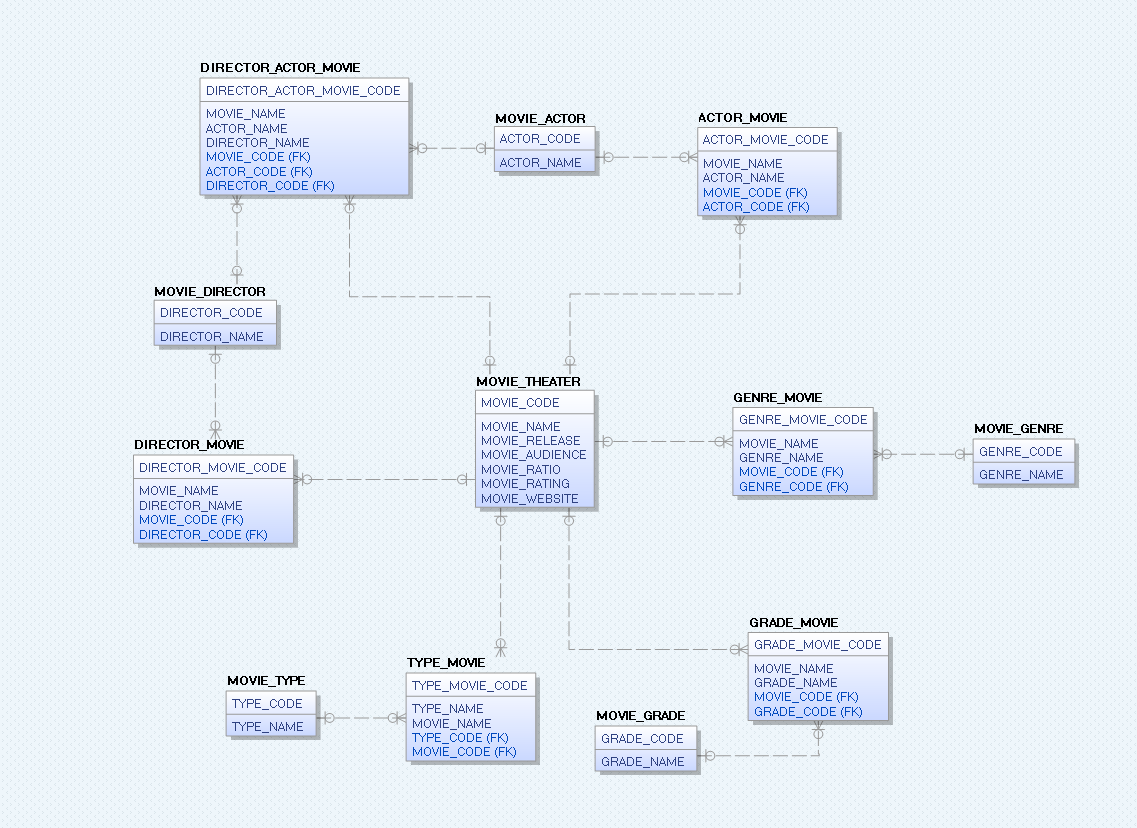 DIRECTOR_ACTOR_MOVIE
DIRECTOR_ACTOR_MOVIE_CODE
MOVIE_NAME
ACTOR_NAME
DIRECTOR_NAME
MOVIE_CODE (FK)
ACTOR_CODE (FK)
DIRECTOR_CODE (FK)
MOVIE_ACTOR
ACTOR_CODE
ACTOR_NAME
ACTOR_MOVIE
ACTOR_MOVIE_CODE
MOVIE_NAME
ACTOR_NAME
MOVIE_CODE (FK)
ACTOR_CODE (FK)
MOVIE_DIRECTOR
DIRECTOR_CODE
DIRECTOR_NAME
MOVIE_THEATER
MOVIE_CODE
MOVIE_NAME
MOVIE_RELEASE
MOVIE_AUDIENCE
MOVIE_RATIO
MOVIE_RATING
MOVIE_WEBSITE
GENRE_MOVIE
GENRE_MOVIE_CODE
MOVIE_NAME
GENRE_NAME
MOVIE_CODE (FK)
GENRE_CODE (FK)
MOVIE_GENRE
GENRE_CODE
GENRE_NAME
DIRECTOR_MOVIE
DIRECTOR_MOVIE_CODE
MOVIE_NAME
DIRECTOR_NAME
MOVIE_CODE (FK)
DIRECTOR_CODE (FK)
GRADE_MOVIE
GRADE_MOVIE_CODE
MOVIE_NAME
GRADE_NAME
MOVIE_CODE (FK)
GRADE_CODE (FK)
TYPE_MOVIE
TYPE_MOVIE_CODE
TYPE_NAME
MOVIE_NAME
TYPE_CODE (FK)
MOVIE_CODE (FK)
MOVIE_TYPE
TYPE_CODE
TYPE_NAME
MOVIE_GRADE
GRADE_CODE
GRADE_NAME